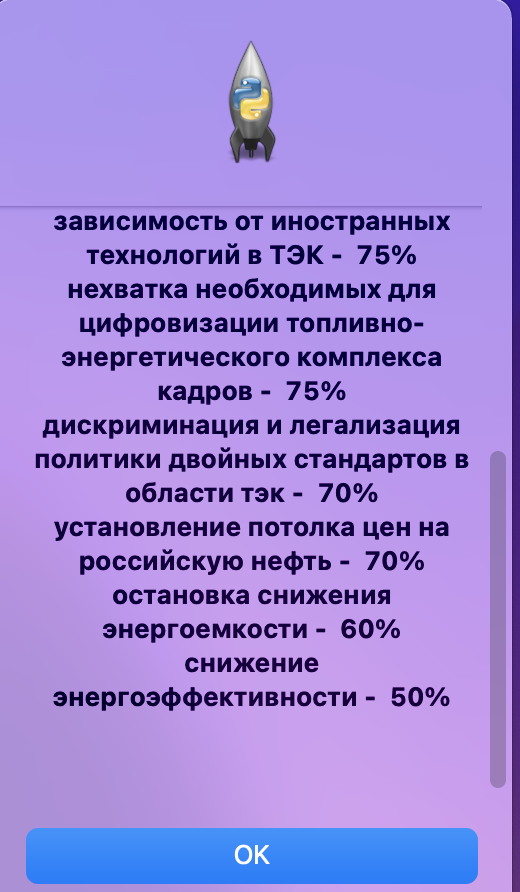 зависимость от иностранных
технологий в ТЭК -  75%
нехватка необходимых для
цифровизации топливно-
энергетического комплекса
кадров -  75%
дискриминация и легализация
политики двойных стандартов в
области тэк -  70%
установление потолка цен на
российскую нефть -  70%
остановка снижения
энергоемкости -  60%
снижение
энергоэффективности -  50%
OK